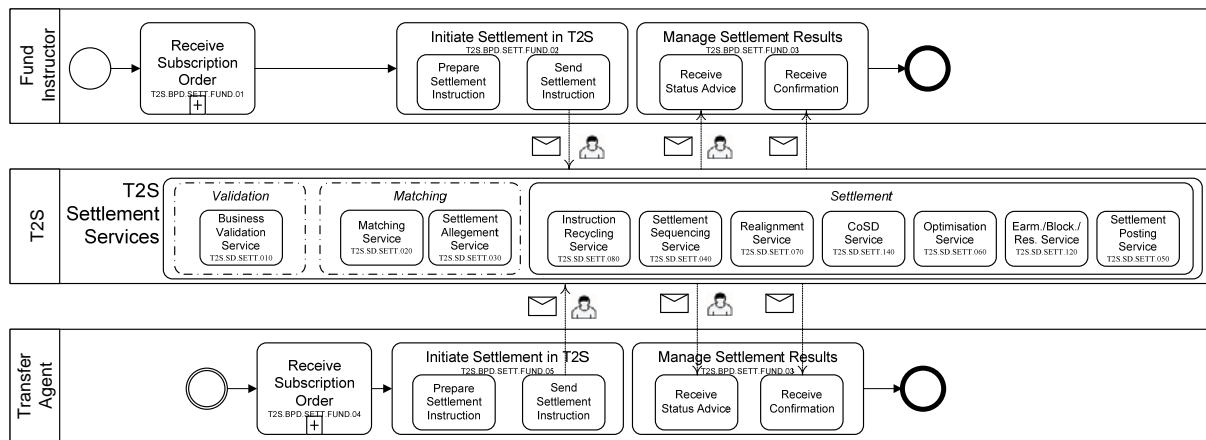 Fund
Instructor
Receive
Subscription
Order
T2S.BPD.SETT.FUND.01
+
Initiate Settlement in T2S
T2S.BPD.SETT.FUND.02
Prepare
Settlement
Instruction
Send
Settlement
Instruction
Manage Settlement Results
T2S.BPD.SETT.FUND.03
Receive
Status Advice
Receive
Confirmation
T2S
T2S
Settlement
Services
Validation
Business
Validation
Service
T2S.SD.SETT.010
Matching
Matching
Service
T2S.SD.SETT.020
Settlement
Allegement
Service
T2S.SD.SETT.030
Settlement
Instruction
Recycling
Service
T2S.SD.SETT.080
Settlement
Sequencing
Service
T2S.SD.SETT.040
Realignment
Service
T2S.SD.SETT.070
CoSD
Service
T2S.SD.SETT.140
Optimisation
Service
T2S.SD.SETT.060
Earm./Block./
Res. Service
T2S.SD.SETT.120
Settlement
Posting
Service
T2S.SD.SETT.050
Transfer
Agent
Receive
Subscription
Order
T2S.BPD.SETT.FUND.04
+
Initiate Settlement in T2S
T2S.BPD.SETT.FUND.05
Prepare
Settlement
Instruction
Send
Settlement
Instruction
Manage Settlement Results
T2S.BPD.SETT.FUND.03
Receive
Status Advice
Receive
Confirmation